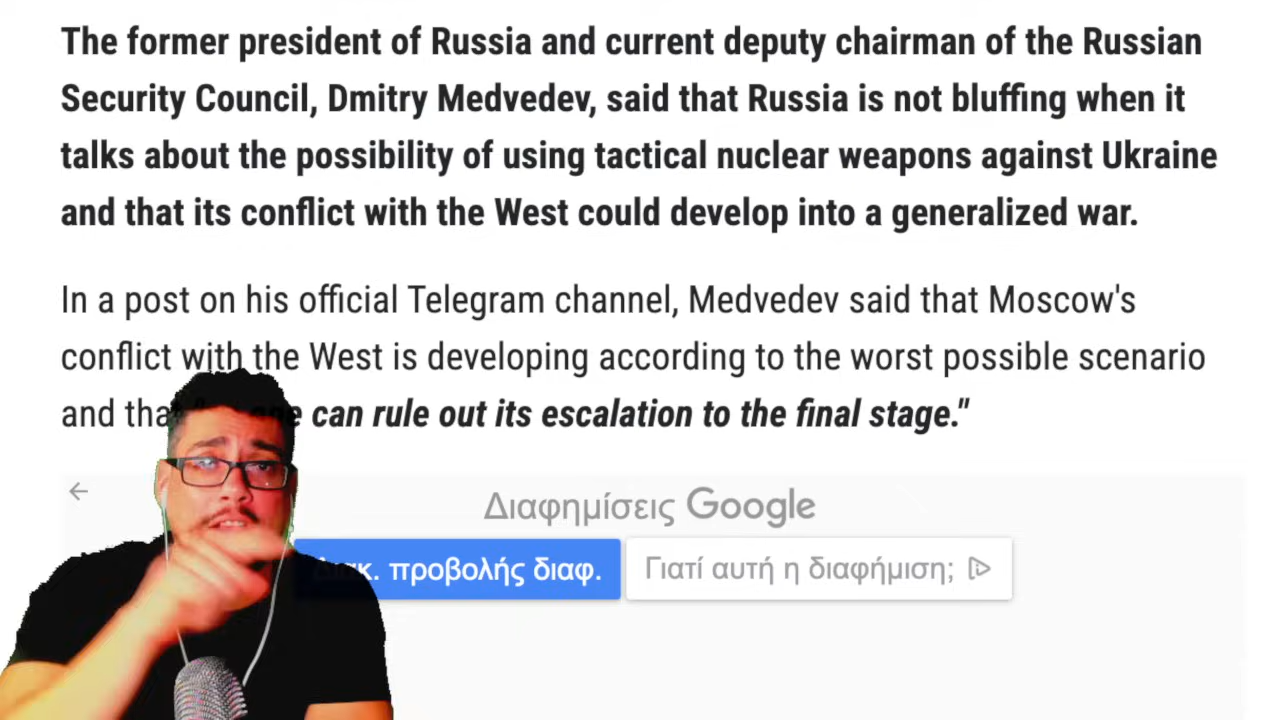 The former president of Russia and current deputy chairman of the Russian
Security Council, Dmitry Medvedev, said that Russia is not bluffing when it
talks about the possibility of using tactical nuclear weapons against Ukraine
and that its conflict with the West could develop into a generalized war.
In a post on his official Telegram channel, Medvedev said that Moscow's
conflict with the West is developing according to the worst possible scenario
and that can rule out its escalation to the final stage."
Διαφημίσεις Google
προβολής διαφ.
Γιατί αυτή η διαφήμιση;